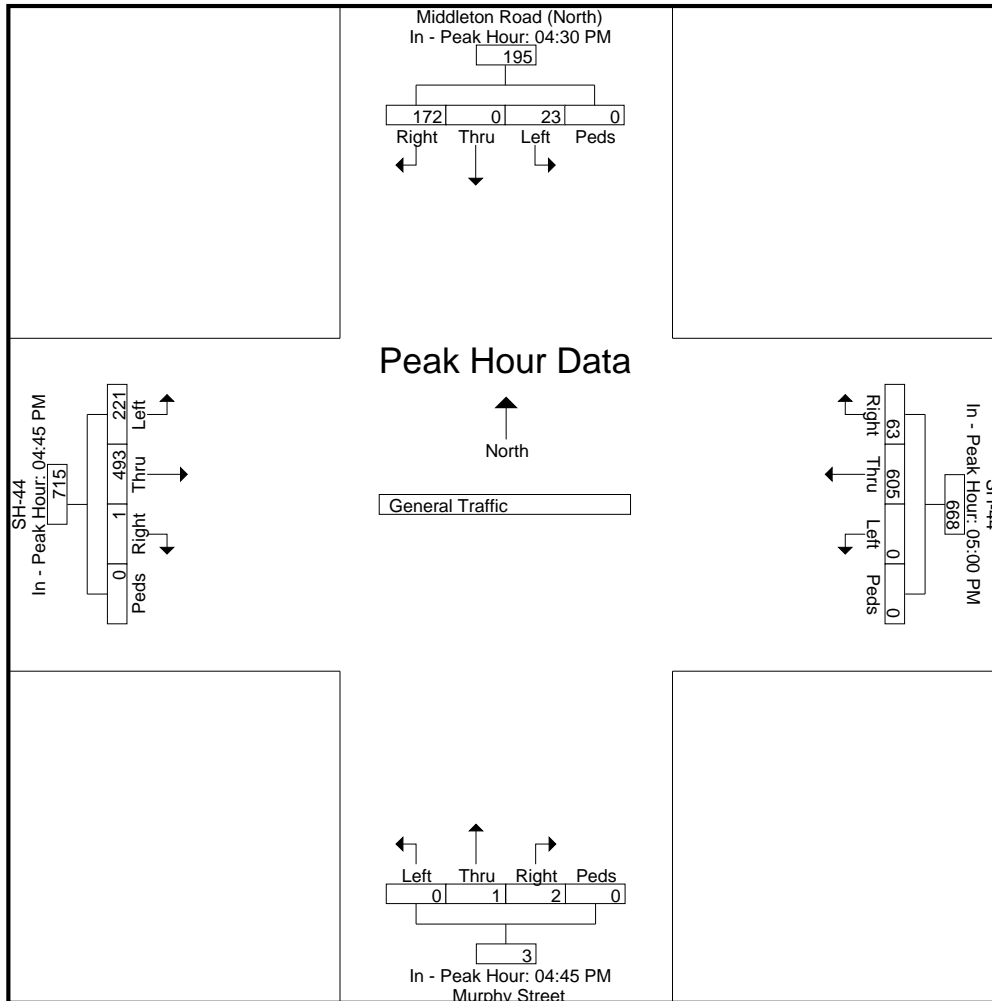 Middleton Road (North)
In - Peak Hour: 04:30 PM
195
172 0 23 0
Right Thru Left Peds
Peak Hour Data
North
General Traffic
SH-44
In - Peak Hour: 04:45 PM
715
221 493 1 0
Left Thru Right Peds
SH-44
In - Peak Hour: 05:00 PM
668
63 605 0 0
Right Thru Left Peds
Left Thru Right Peds
0 1 2 0
3
In - Peak Hour: 04:45 PM
Murphy Street